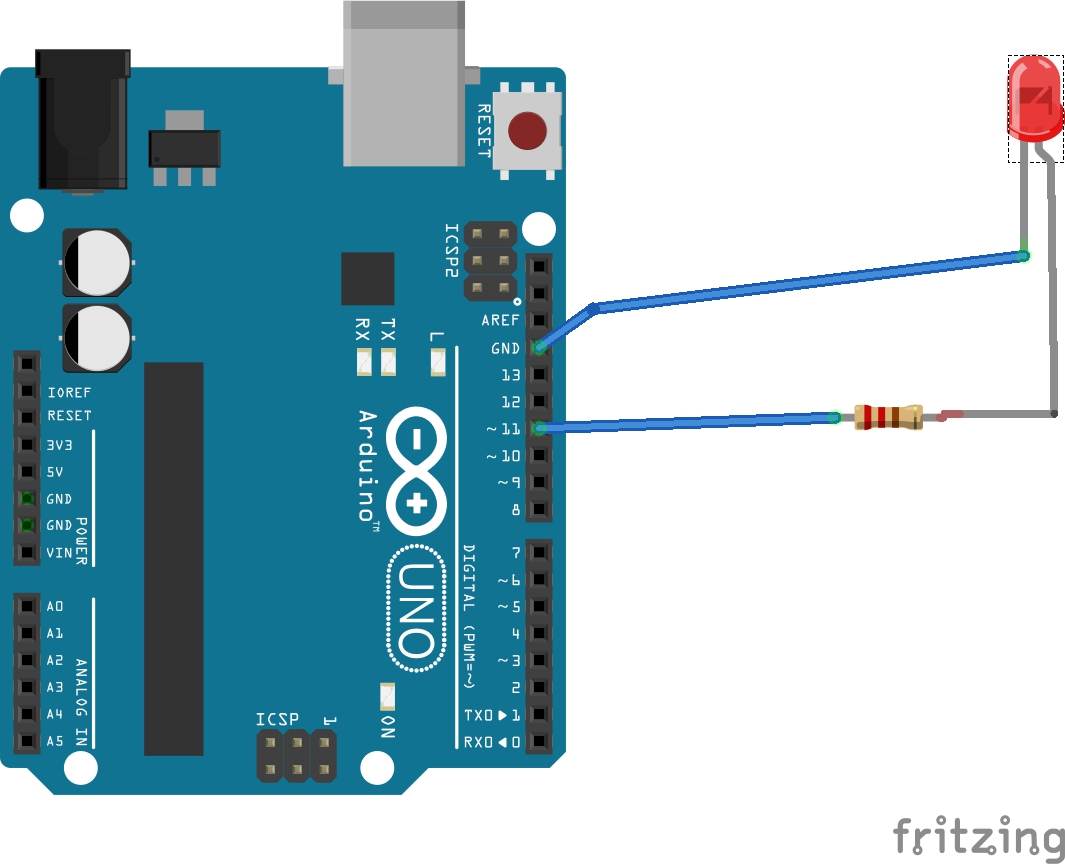 RESET
ICSP2
AREF
GND
13
12
~11
~10
~9
8
RX
TX
L
IOREF
RESET
3V3
5V
GND
GND
VIN
POWER
Arduino™
UNO
7
~6
~5
4
~3
2
TX0▶1
RX0◀0
DIGITAL (PWM=~)
A0
A1
A2
A3
A4
A5
ANALOG IN
ICSP
1
ON
fritzing